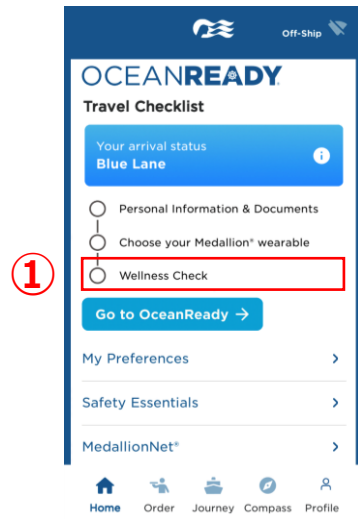 Off-Ship
OCEANREADY
Travel Checklist
Your arrival status
Blue Lane
Personal Information & Documents
Choose your Medallion® wearable
① Wellness Check
Go to OceanReady →
My Preferences
Safety Essentials
MedallionNet®
Home Order Journey Compass Profile